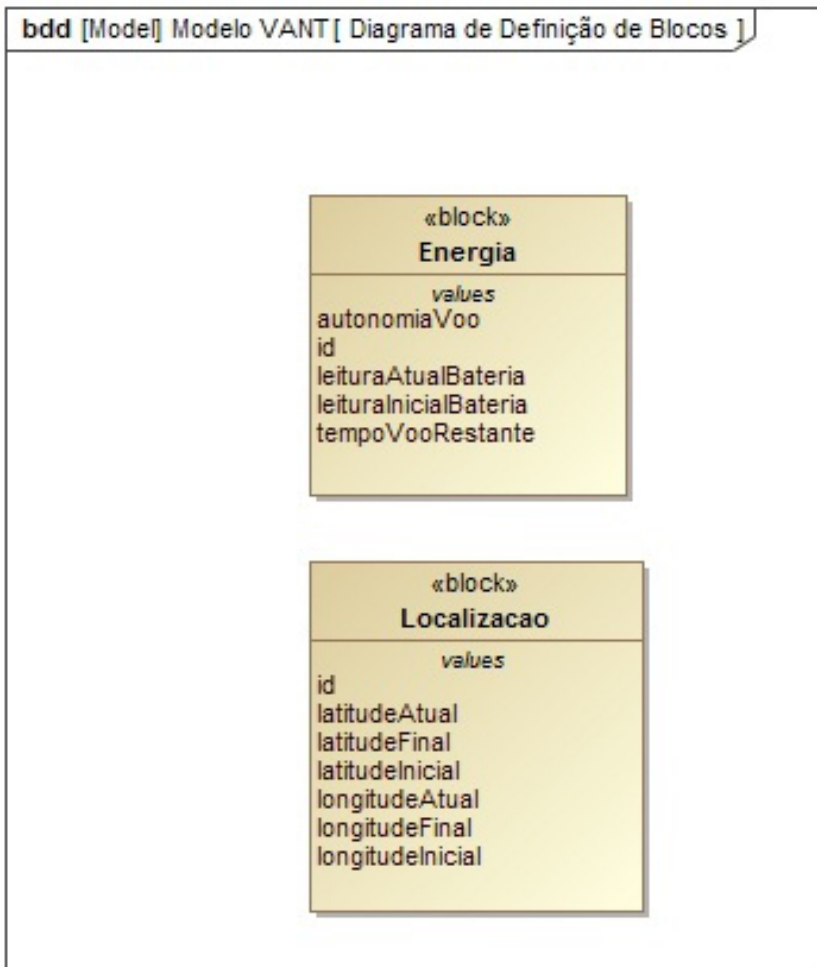 bdd [Model] Modelo VANT[ Diagrama de Definição de Blocos ]
«block»
Energia
values
autonomiaVoo
id
leituraAtualBateria
leituraInicialBateria
tempoVooRestante
«block»
Localizacao
values
id
latitudeAtual
latitudeFinal
latitudeInicial
longitudeAtual
longitudeFinal
longitudeInicial